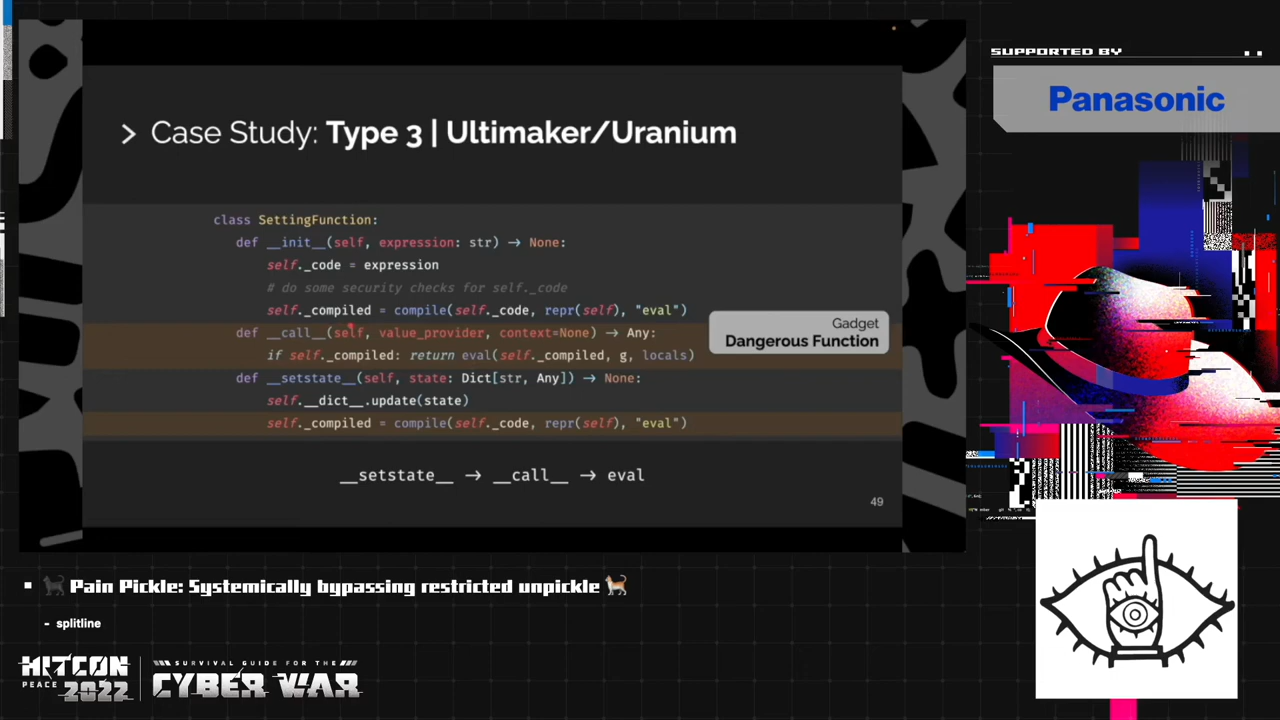 SUPPORTED BY
Panasonic
> Case Study: Type 3 | Ultimaker/Uranium
class SettingFunction:
def __init__(self, expression: str) → None:
self._code = expression
# do some security checks for self._code
self._compiled = compile(self._code, repr(self), "eval")
def __call__(self, value_provider, context=None) → Any:
if self._compiled: return eval(self._compiled, g, locals)
def __setstate__(self, state: Dict[str, Any]) → None:
self.__dict__.update(state)
self._compiled = compile(self._code, repr(self), "eval")
Gadget
Dangerous Function
__setstate__ → __call__ → eval
49
🐈‍⬛ Pain Pickle: Systemically bypassing restricted unpickle 🐈
- splitline
HITCON
PEACE 2022
SURVIVAL GUIDE FOR THE
CYBER WAR